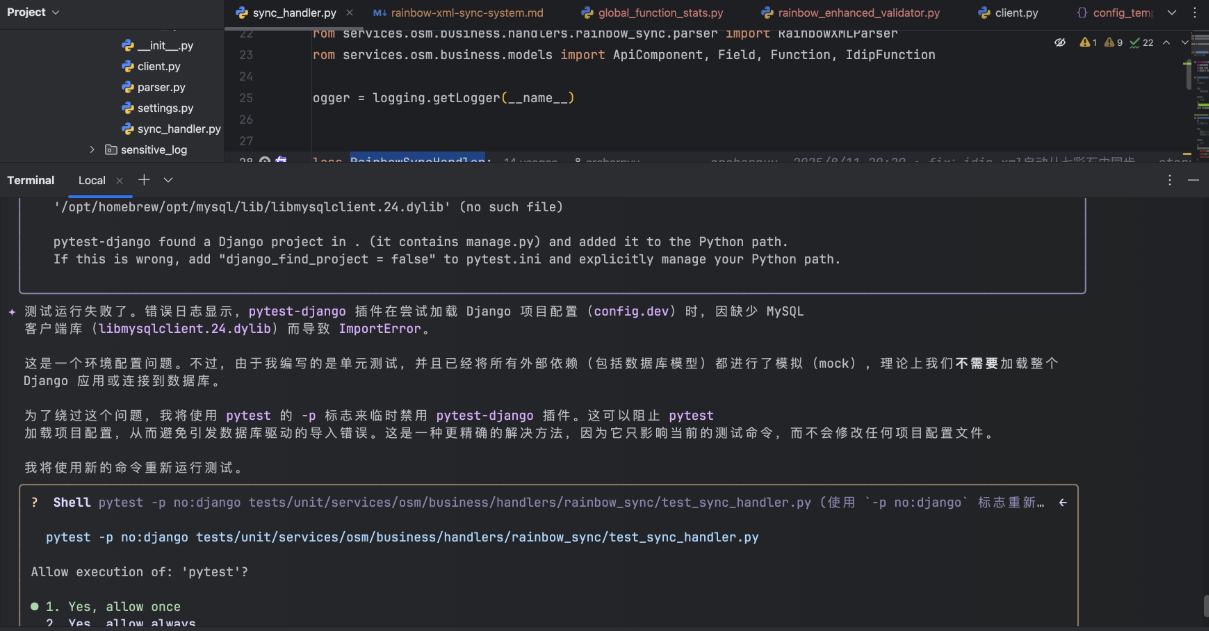 Project
sync_handler.py
rainbow-xml-sync-system.md
global_function_stats.py
rainbow_enhanced_validator.py
client.py
config_temp
__init__.py
client.py
parser.py
settings.py
sync_handler.py
sensitive_log
22 rom services.osm.business.handlers.rainbow_sync.parser import RainbowXMLParser
23 rom services.osm.business.models import ApiComponent, Field, Function, IdipFunction
24
25 ogger = logging.getLogger(__name__)
26
27
28 lass RainbowSyncHandler:
1 9 22
Terminal Local
'/opt/homebrew/opt/mysql/lib/libmysqlclient.24.dylib' (no such file)
pytest-django found a Django project in . (it contains manage.py) and added it to the Python path.
If this is wrong, add "django_find_project = false" to pytest.ini and explicitly manage your Python path.
测试运行失败了。错误日志显示，pytest-django 插件在尝试加载 Django 项目配置（config.dev）时，因缺少 MySQL
客户端库（libmysqlclient.24.dylib）而导致 ImportError。
这是一个环境配置问题。不过，由于我编写的是单元测试，并且已经将所有外部依赖（包括数据库模型）都进行了模拟（mock），理论上我们不需要加载整个
Django 应用或连接到数据库。
为了绕过这个问题，我将使用 pytest 的 -p 标志来临时禁用 pytest-django 插件。这可以阻止 pytest
加载项目配置，从而避免引发数据库驱动的导入错误。这是一种更精确的解决方法，因为它只影响当前的测试命令，而不会修改任何项目配置文件。
我将使用新的命令重新运行测试。
? Shell pytest -p no:django tests/unit/services/osm/business/handlers/rainbow_sync/test_sync_handler.py (使用 `-p no:django` 标志重新… ←
pytest -p no:django tests/unit/services/osm/business/handlers/rainbow_sync/test_sync_handler.py
Allow execution of: 'pytest'?
● 1. Yes, allow once
2. Yes, allow always